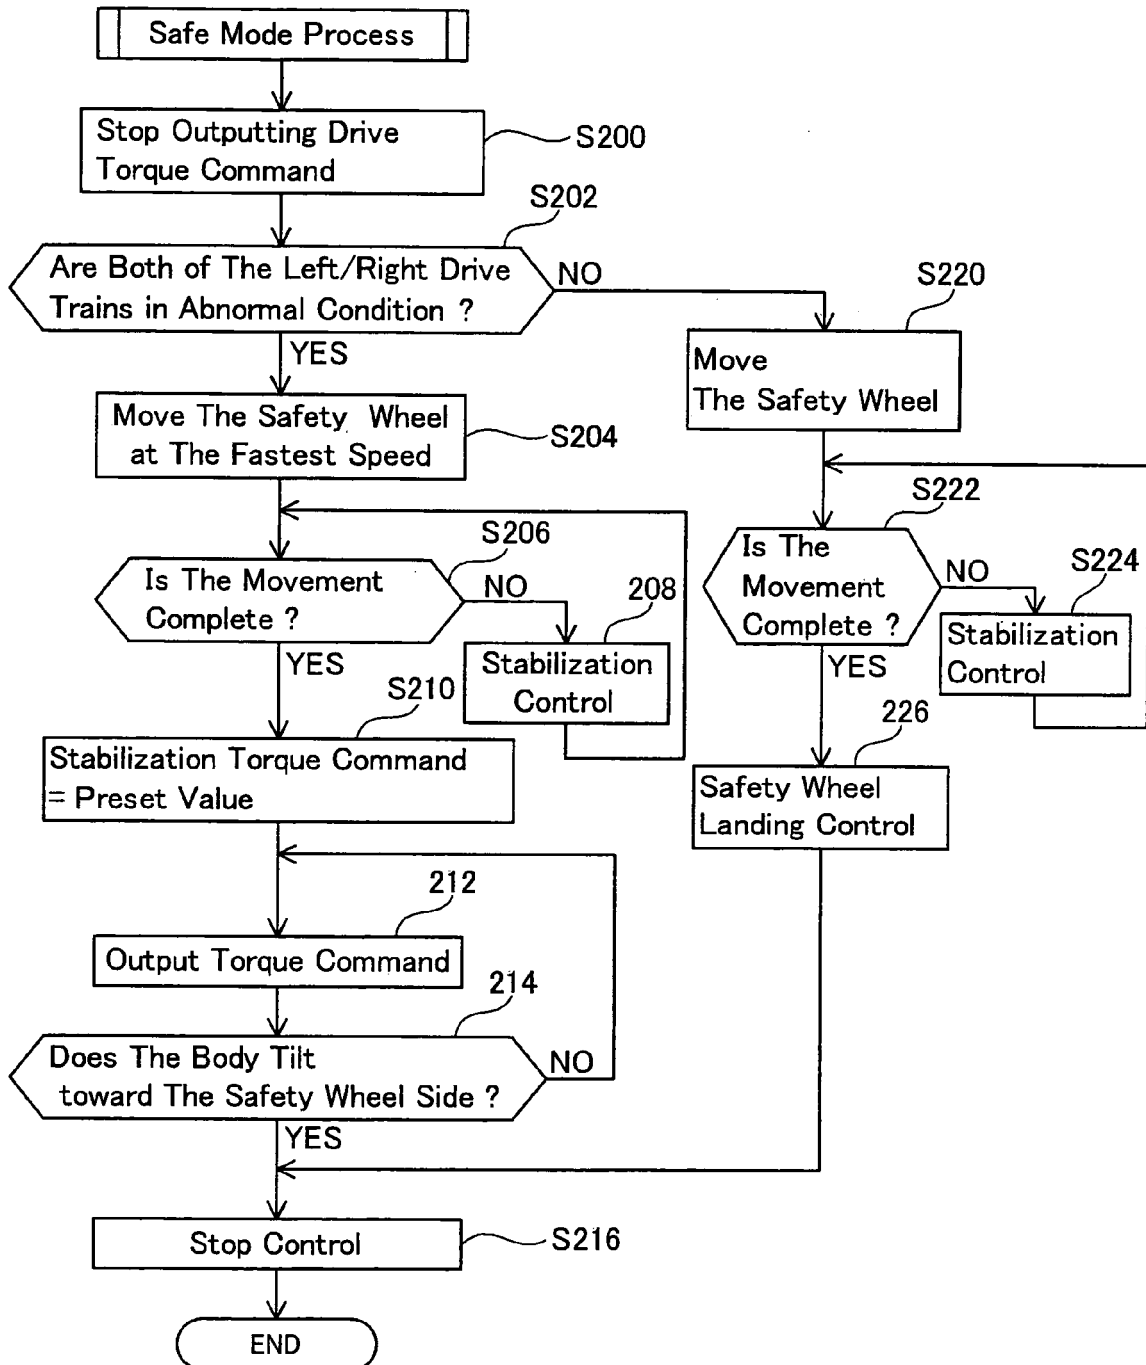 Safe Mode Process
Stop Outputting Drive
Torque Command
S200
S202
Are Both of The Left/Right Drive
Trains in Abnormal Condition ?
NO
YES
S220
Move
The Safety Wheel
Move The Safety Wheel
at The Fastest Speed
S204
S206
Is The Movement
Complete ?
NO
YES
208
Stabilization
Control
S222
Is The
Movement
Complete ?
NO
YES
S224
Stabilization
Control
S210
Stabilization Torque Command
= Preset Value
226
Safety Wheel
Landing Control
212
Output Torque Command
214
Does The Body Tilt
toward The Safety Wheel Side ?
NO
YES
Stop Control
S216
END